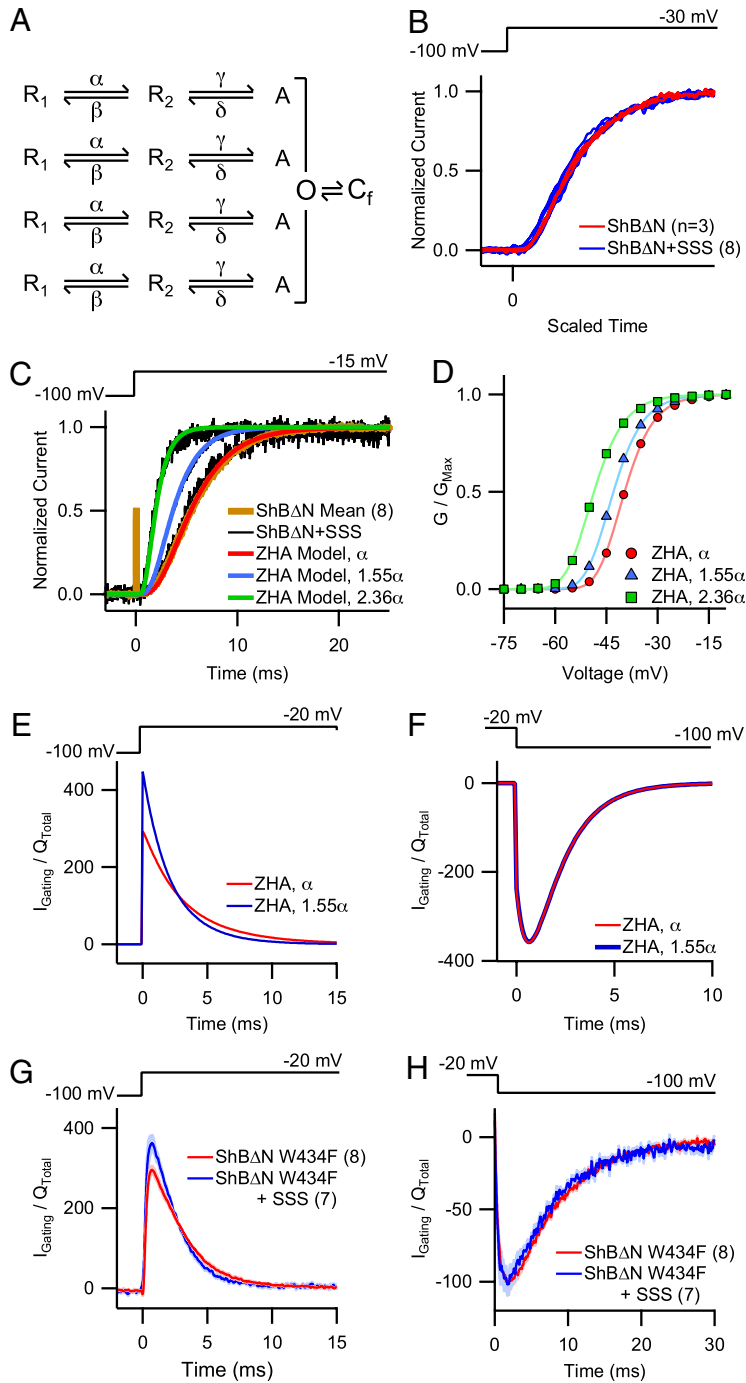 A
R1 α β R2 γ δ A
R1 α β R2 γ δ A
O Cf
R1 α β R2 γ δ A
R1 α β R2 γ δ A
B
-30 mV
-100 mV
Normalized Current
1.0
0.5
0.0
ShBΔN (n=3)
ShBΔN+SSS (8)
0
Scaled Time
C
-15 mV
-100 mV
Normalized Current
1.0
0.5
0.0
ShBΔN Mean (8)
ShBΔN+SSS
ZHA Model, α
ZHA Model, 1.55α
ZHA Model, 2.36α
0 10 20
Time (ms)
D
G / GMax
1.0
0.5
0.0
ZHA, α
ZHA, 1.55α
ZHA, 2.36α
-75 -60 -45 -30 -15
Voltage (mV)
E
-20 mV
-100 mV
IGating / QTotal
400
200
0
ZHA, α
ZHA, 1.55α
0 5 10 15
Time (ms)
F
-20 mV
-100 mV
IGating / QTotal
0
-200
-400
ZHA, α
ZHA, 1.55α
0 5 10
Time (ms)
G
-20 mV
-100 mV
IGating / QTotal
400
200
0
ShBΔN W434F (8)
ShBΔN W434F
+ SSS (7)
0 5 10 15
Time (ms)
H
-20 mV
-100 mV
IGating / QTotal
0
-50
-100
ShBΔN W434F (8)
ShBΔN W434F
+ SSS (7)
0 10 20 30
Time (ms)